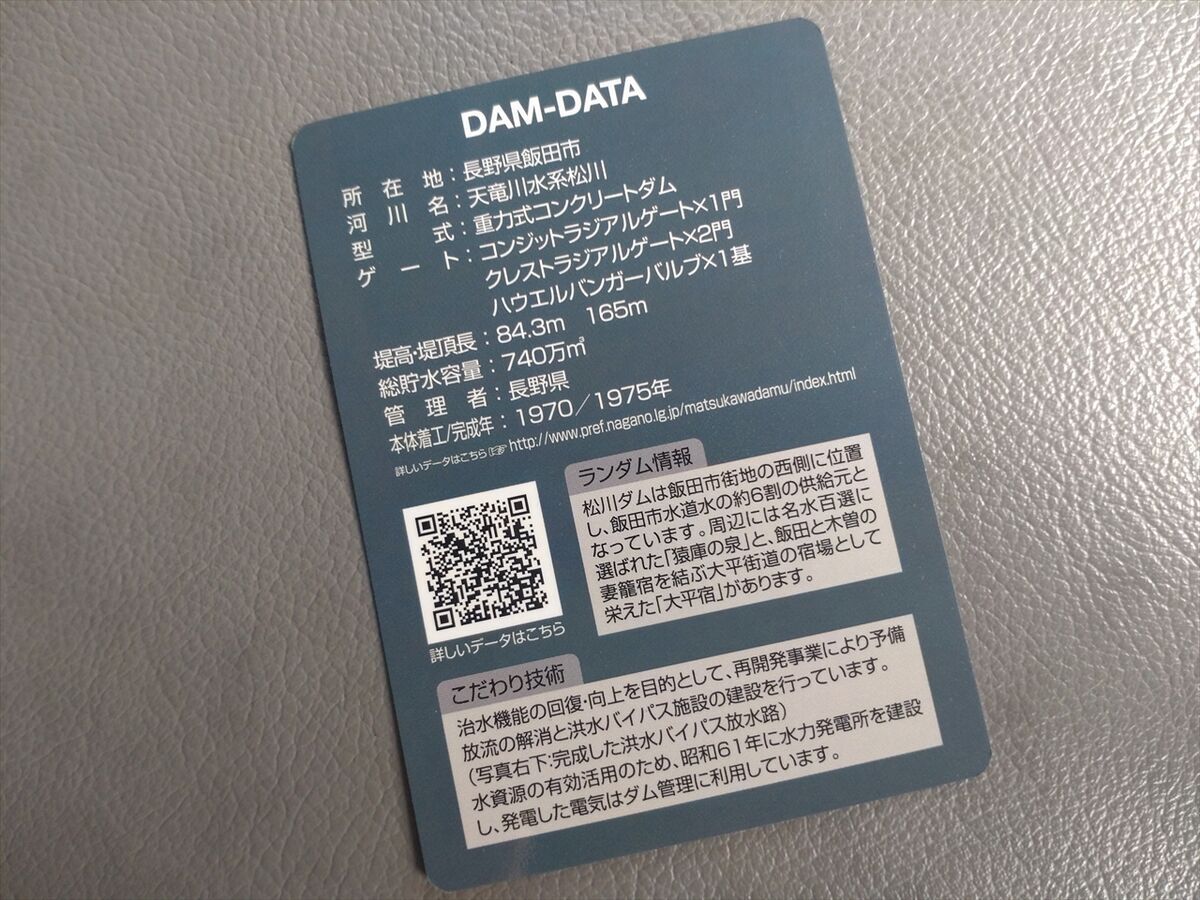 DAM-DATA
所在地：長野県飯田市
河川名：天竜川水系松川
型式：重力式コンクリートダム
ゲート：コンジットラジアルゲート×1門
クレストラジアルゲート×2門
ハウエルバンガーバルブ×1基
堤高・堤頂長：84.3m　165m
総貯水容量：740万㎥
管理者：長野県
本体着工/完成年：1970／1975年
詳しいデータはこちら☞http://www.pref.nagano.lg.jp/matsukawadamu/index.html
ランダム情報
松川ダムは飯田市街地の西側に位置
し、飯田市水道水の約6割の供給元と
なっています。周辺には名水百選に
選ばれた「猿庫の泉」と、飯田と木曽の
妻籠宿を結ぶ大平街道の宿場として
栄えた「大平宿」があります。
詳しいデータはこちら
こだわり技術
治水機能の回復・向上を目的として、再開発事業により予備
放流の解消と洪水バイパス施設の建設を行っています。
（写真右下：完成した洪水バイパス放水路）
水資源の有効活用のため、昭和61年に水力発電所を建設
し、発電した電気はダム管理に利用しています。